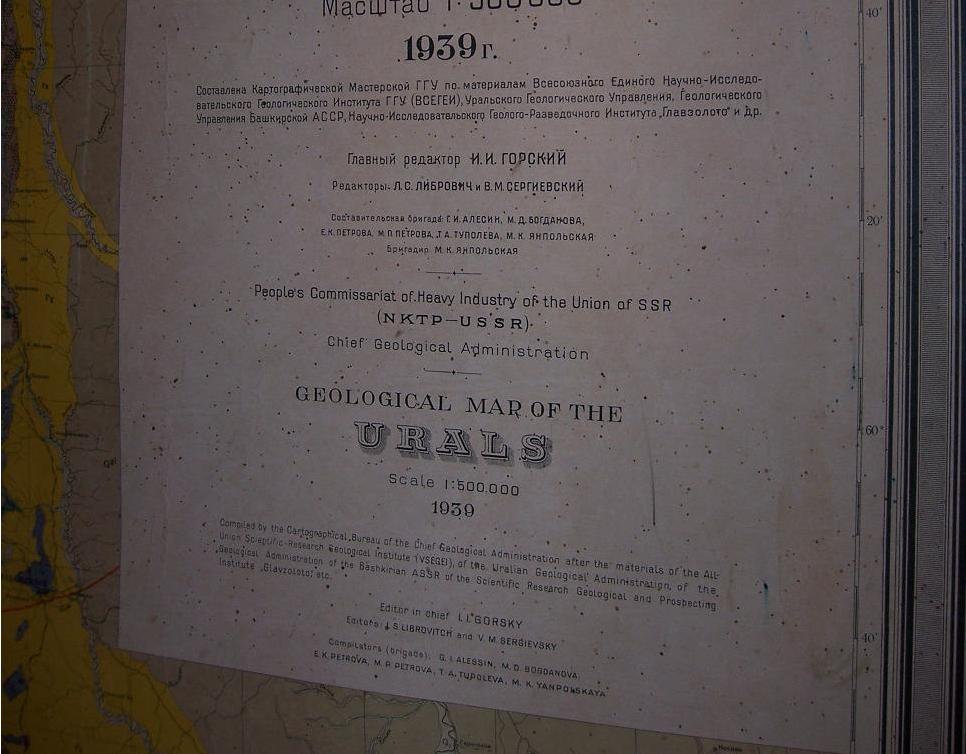 Масштаб 1:500000
1939 г.
Составлена Картографической Мастерской ГГУ по материалам Всесоюзного Единого Научно-Исследо-
вательского Геологического Института ГГУ (ВСЕГЕИ), Уральского Геологического Управления, Геологического
Управления Башкирской АССР, Научно-Исследовательского Геолого-Разведочного Института „Главзолото" и др.
Главный редактор И.И. ГОРСКИЙ
Редакторы: Л.С. ЛИБРОВИЧ и В.М. СЕРГИЕВСКИЙ
Составительская бригада: Г.И. АЛЕСИН, М.Д. БОГДАНОВА,
Е.К. ПЕТРОВА, М.П. ПЕТРОВА, Т.А. ТУПОЛЕВА, М.К. ЯНПОЛЬСКАЯ
Бригадир М.К. ЯНПОЛЬСКАЯ
People's Commissariat of Heavy Industry of the Union of SSR
(NKTP—USSR)
Chief Geological Administration
GEOLOGICAL MAP OF THE
URALS
Scale 1:500.000
1939
Compiled by the Cartographical Bureau of the Chief Geological Administration after the materials of the All-
Union Scientific-Research Geological Institute (VSEGEI), of the Uralian Geological Administration, of the
Geological Administration of the Bashkirian ASSR of the Scientific Research Geological and Prospecting
Institute „Glavzoloto", etc.
Editor in chief I.I. GORSKY
Editors: L.S. LIBROVITCH and V.M. SERGIEVSKY
Compilators (brigade): G.I. ALESSIN, M.D. BOGDANOVA,
E.K. PETROVA, M.P. PETROVA, T.A. TUPOLEVA, M.K. YANPOLSKAYA
40'
20'
60°
40'